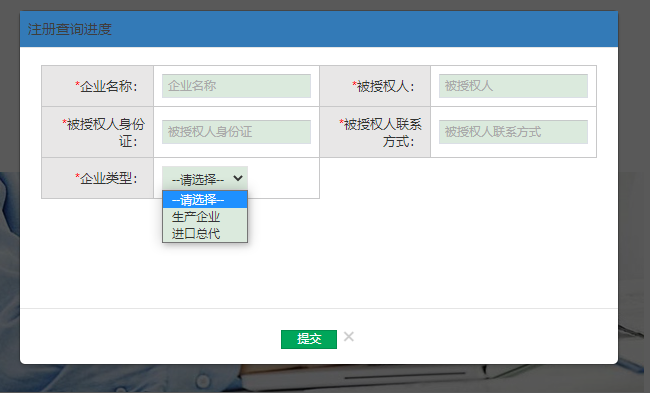 注册查询进度
*企业名称： 企业名称 *被授权人： 被授权人
*被授权人身份证： 被授权人身份证 *被授权人联系方式： 被授权人联系方式
*企业类型： --请选择--
--请选择--
生产企业
进口总代
提交 ×